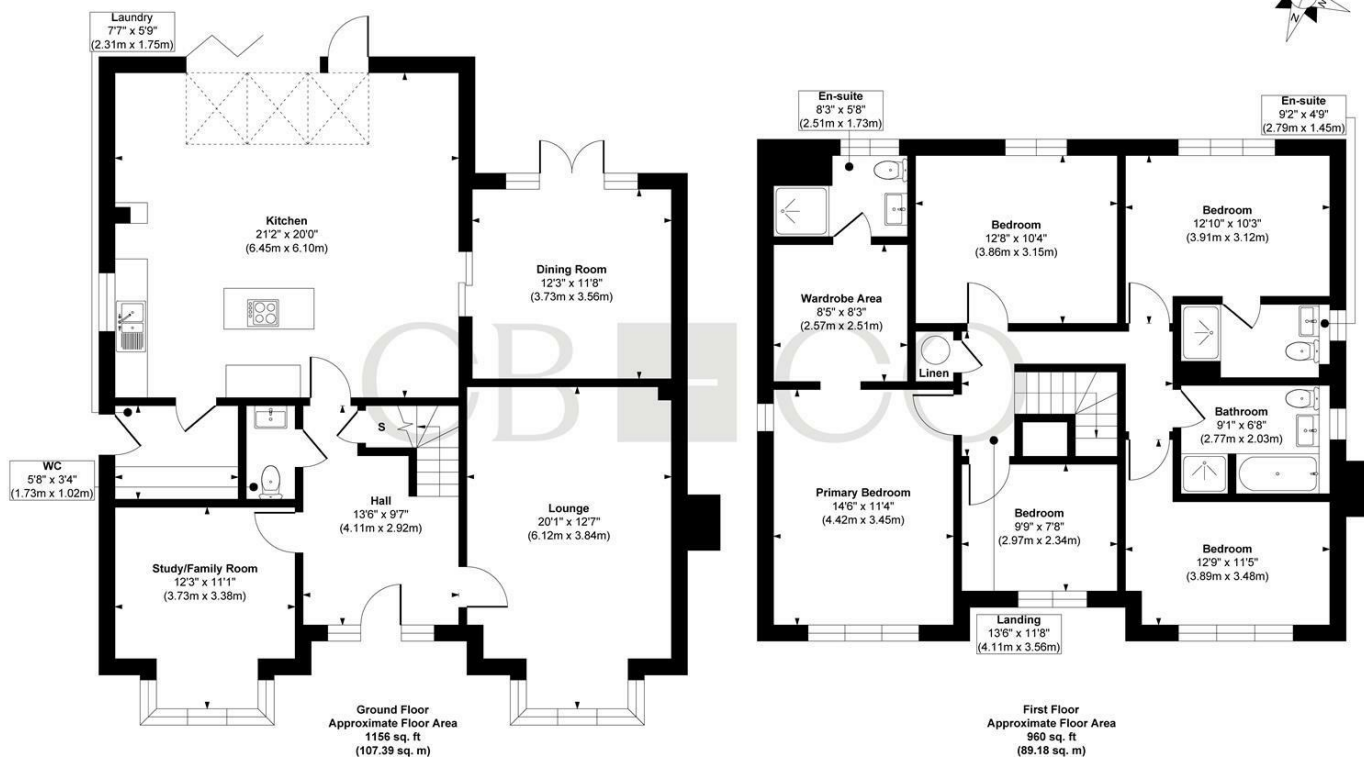 Laundry
7'7" x 5'9"
(2.31m x 1.75m)
N
En-suite
8'3" x 5'8"
(2.51m x 1.73m)
En-suite
9'2" x 4'9"
(2.79m x 1.45m)
Kitchen
21'2" x 20'0"
(6.45m x 6.10m)
Bedroom
12'8" x 10'4"
(3.86m x 3.15m)
Bedroom
12'10" x 10'3"
(3.91m x 3.12m)
Dining Room
12'3" x 11'8"
(3.73m x 3.56m)
Wardrobe Area
8'5" x 8'3"
(2.57m x 2.51m)
Linen
CB + CO
S
Bathroom
9'1" x 6'8"
(2.77m x 2.03m)
WC
5'8" x 3'4"
(1.73m x 1.02m)
Hall
13'6" x 9'7"
(4.11m x 2.92m)
Lounge
20'1" x 12'7"
(6.12m x 3.84m)
Primary Bedroom
14'6" x 11'4"
(4.42m x 3.45m)
Bedroom
9'9" x 7'8"
(2.97m x 2.34m)
Study/Family Room
12'3" x 11'1"
(3.73m x 3.38m)
Bedroom
12'9" x 11'5"
(3.89m x 3.48m)
Landing
13'6" x 11'8"
(4.11m x 3.56m)
Ground Floor
Approximate Floor Area
1156 sq. ft
(107.39 sq. m)
First Floor
Approximate Floor Area
960 sq. ft
(89.18 sq. m)